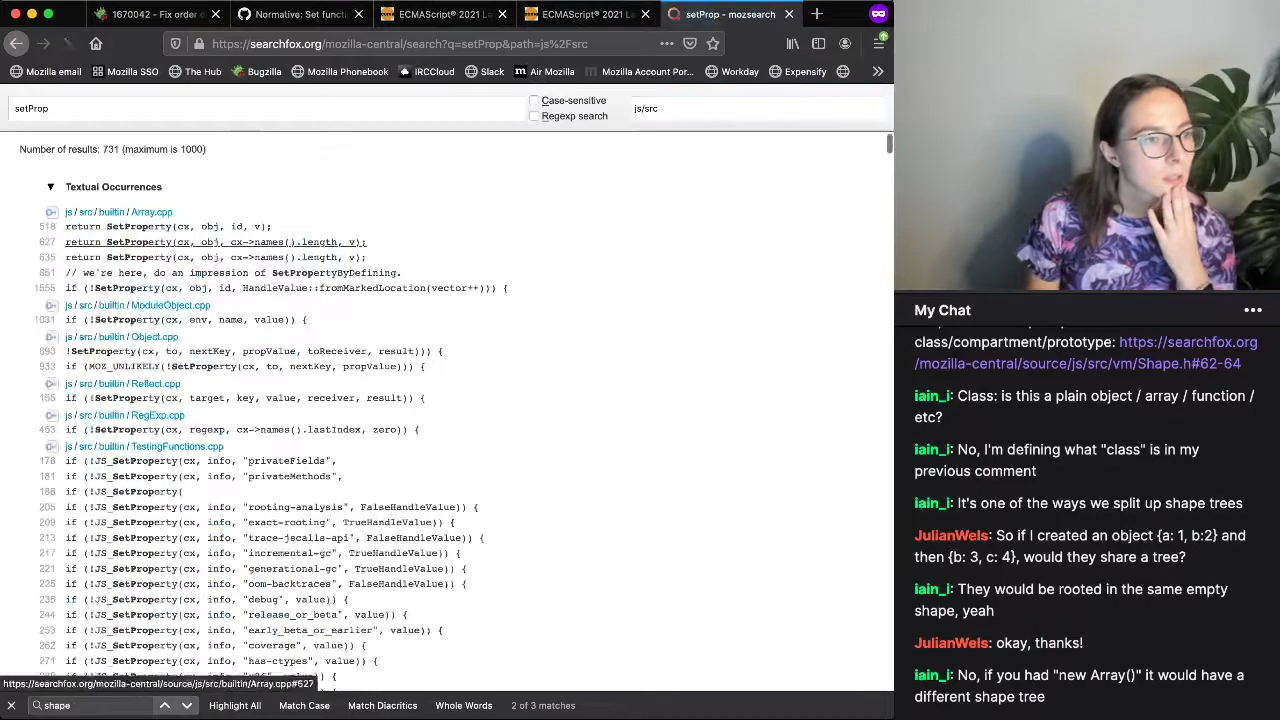 1670042 - Fix order o
Normative: Set functi
ECMAScript® 2021 La
ECMAScript® 2021 La
setProp - mozsearch
https://searchfox.org/mozilla-central/search?q=setProp&path=js%2Fsrc
Mozilla email
Mozilla SSO
The Hub
Bugzilla
Mozilla Phonebook
IRCCloud
Slack
Air Mozilla
Mozilla Account Por...
Workday
Expensify
setProp
Case-sensitive
Regexp search
js/src
Number of results: 731 (maximum is 1000)
▼ Textual Occurrences
js / src / builtin / Array.cpp
518 return SetProperty(cx, obj, id, v);
627 return SetProperty(cx, obj, cx->names().length, v);
635 return SetProperty(cx, obj, cx->names().length, v);
651 // we're here, do an impression of SetPropertyByDefining.
1555 if (!SetProperty(cx, obj, id, HandleValue::fromMarkedLocation(vector++))) {
js / src / builtin / ModuleObject.cpp
1031 if (!SetProperty(cx, env, name, value)) {
js / src / builtin / Object.cpp
893 !SetProperty(cx, to, nextKey, propValue, toReceiver, result))) {
933 if (MOZ_UNLIKELY(!SetProperty(cx, to, nextKey, propValue))) {
js / src / builtin / Reflect.cpp
155 if (!SetProperty(cx, target, key, value, receiver, result)) {
js / src / builtin / RegExp.cpp
453 if (!SetProperty(cx, regexp, cx->names().lastIndex, zero)) {
js / src / builtin / TestingFunctions.cpp
176 if (!JS_SetProperty(cx, info, "privateFields",
181 if (!JS_SetProperty(cx, info, "privateMethods",
188 if (!JS_SetProperty(
205 if (!JS_SetProperty(cx, info, "rooting-analysis", FalseHandleValue)) {
209 if (!JS_SetProperty(cx, info, "exact-rooting", TrueHandleValue)) {
213 if (!JS_SetProperty(cx, info, "trace-jscalls-api", FalseHandleValue)) {
217 if (!JS_SetProperty(cx, info, "incremental-gc", TrueHandleValue)) {
221 if (!JS_SetProperty(cx, info, "generational-gc", TrueHandleValue)) {
225 if (!JS_SetProperty(cx, info, "oom-backtraces", FalseHandleValue)) {
235 if (!JS_SetProperty(cx, info, "debug", value)) {
244 if (!JS_SetProperty(cx, info, "release_or_beta", value)) {
253 if (!JS_SetProperty(cx, info, "early_beta_or_earlier", value)) {
262 if (!JS_SetProperty(cx, info, "coverage", value)) {
271 if (!JS_SetProperty(cx, info, "has-ctypes", value)) {
https://searchfox.org/mozilla-central/source/js/src/builtin/Array.cpp#627
shape
Highlight All
Match Case
Match Diacritics
Whole Words
2 of 3 matches
My Chat
class/compartment/prototype: https://searchfox.org
/mozilla-central/source/js/src/vm/Shape.h#62-64
iain_i: Class: is this a plain object / array / function /
etc?
iain_i: No, I'm defining what "class" is in my
previous comment
iain_i: It's one of the ways we split up shape trees
JulianWels: So if I created an object {a: 1, b:2} and
then {b: 3, c: 4}, would they share a tree?
iain_i: They would be rooted in the same empty
shape, yeah
JulianWels: okay, thanks!
iain_i: No, if you had "new Array()" it would have a
different shape tree